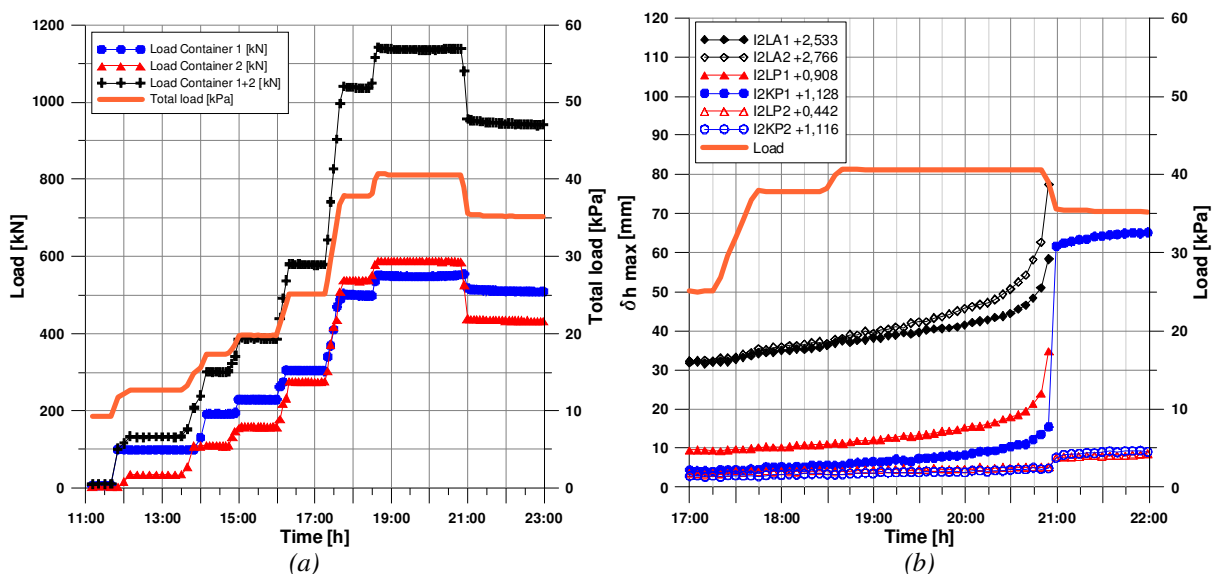 1200
1000
800
600
400
200
0
Load [kN]
Load Container 1 [kN]
Load Container 2 [kN]
Load Container 1+2 [kN]
Total load [kPa]
60
50
40
30
20
10
0
Total load [kPa]
11:00 13:00 15:00 17:00 19:00 21:00 23:00
Time [h]
(a)
120
110
100
90
80
70
60
50
40
30
20
10
0
δh max [mm]
I2LA1 +2,533
I2LA2 +2,766
I2LP1 +0,908
I2KP1 +1,128
I2LP2 +0,442
I2KP2 +1,116
Load
60
50
40
30
20
10
0
Load [kPa]
17:00 18:00 19:00 20:00 21:00 22:00
Time [h]
(b)